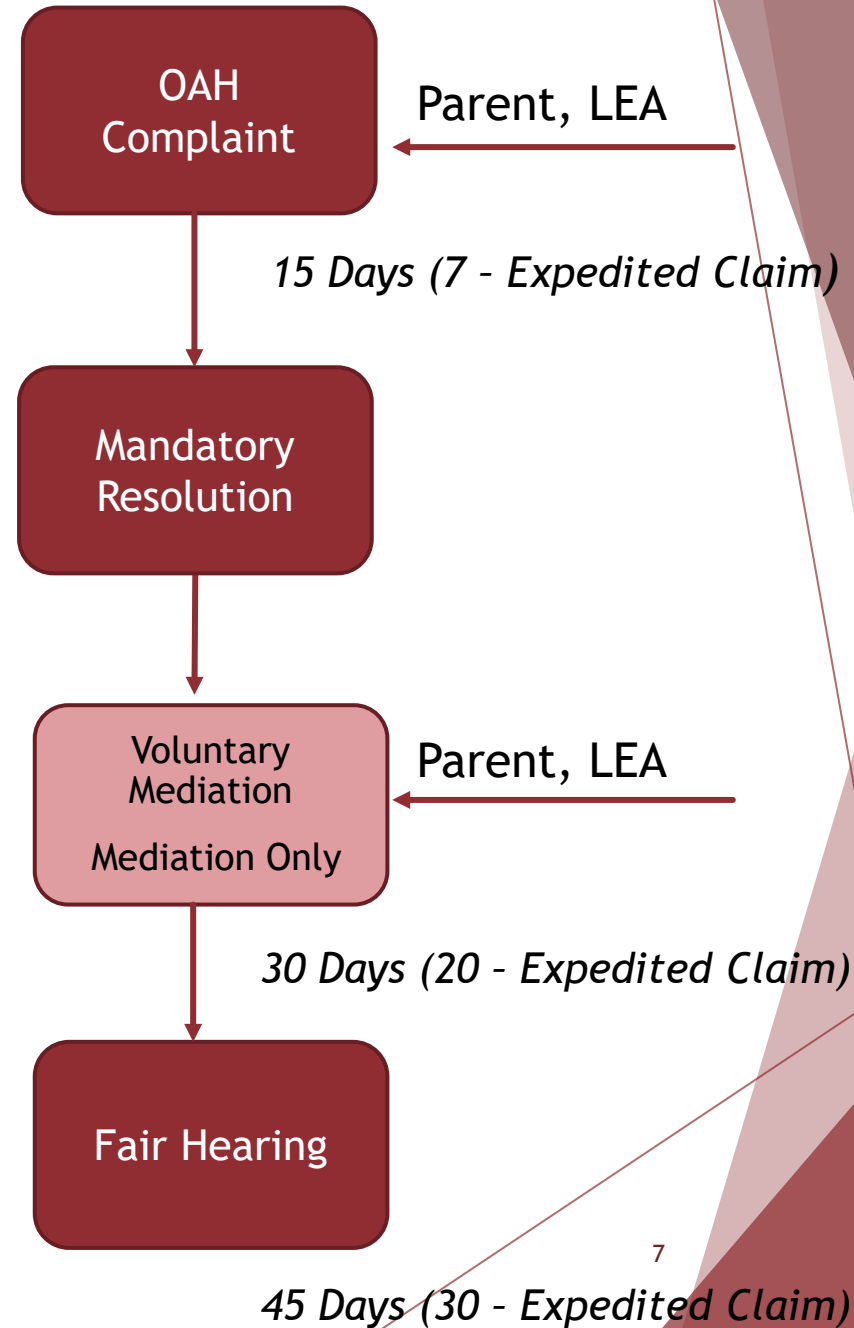 OAH
Complaint
Parent, LEA
15 Days (7 – Expedited Claim)
Mandatory
Resolution
Voluntary
Mediation
Mediation Only
Parent, LEA
30 Days (20 – Expedited Claim)
Fair Hearing
7
45 Days (30 – Expedited Claim)